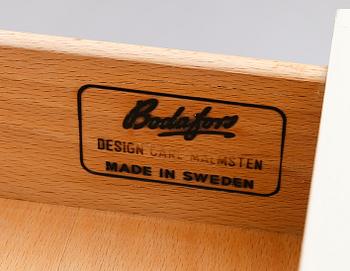 Bodafors
DESIGN CARL MALMSTEN
MADE IN SWEDEN